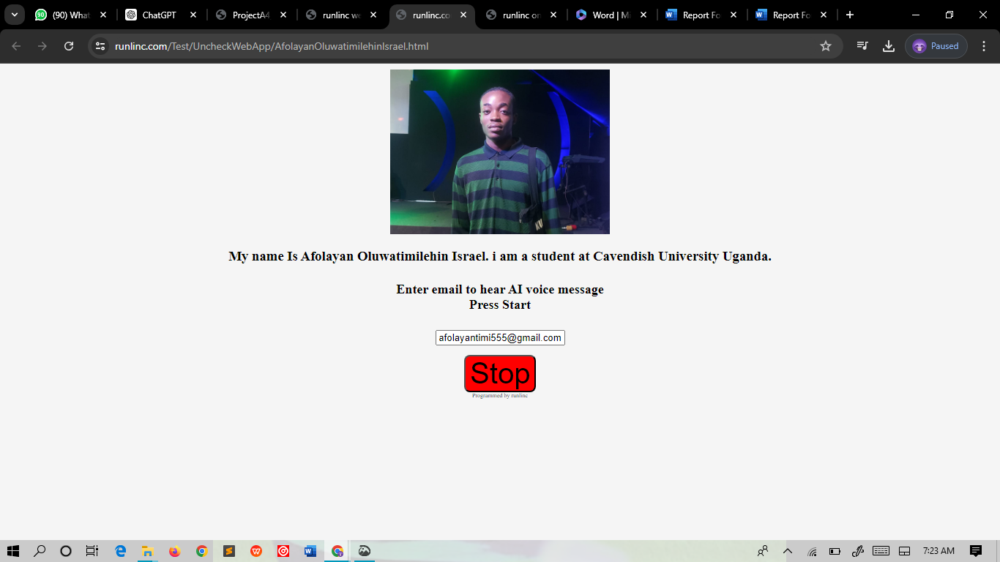 (90) What
ChatGPT
ProjectA4
runlinc we
runlinc.co
runlinc on
Word | Mi
Report Fo
Report Fo
runlinc.com/Test/UncheckWebApp/AfolayanOluwatimilehinIsrael.html
Paused
My name Is Afolayan Oluwatimilehin Israel. i am a student at Cavendish University Uganda.
Enter email to hear AI voice message
Press Start
afolayantimi555@gmail.com
Stop
Programmed by runlinc
7:23 AM